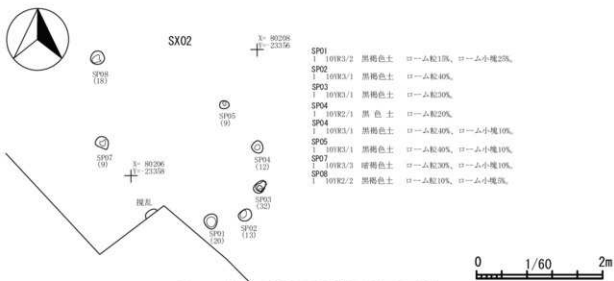 SX02
X= 80208
Y=-23356
SP08
(18)
SP05
(9)
SP07
(9)
X= 80206
Y=-23358
SP04
(12)
SP03
(32)
撹乱
SP01
(20)
SP02
(13)
SP01
1 10YR3/2 黒褐色土 ローム粒15%、ローム小塊25%。
SP02
1 10YR3/1 黒褐色土 ローム粒40%。
SP03
1 10YR3/1 黒褐色土 ローム粒30%。
SP04
1 10YR2/1 黒色土 ローム粒20%。
SP04
1 10YR3/1 黒褐色土 ローム粒40%、ローム小塊10%。
SP05
1 10YR3/1 黒褐色土 ローム粒40%、ローム小塊10%。
SP07
1 10YR3/3 暗褐色土 ローム粒30%、ローム小塊10%。
SP08
1 10YR2/2 黒褐色土 ローム粒10%、ローム小塊5%。
0 1/60 2m